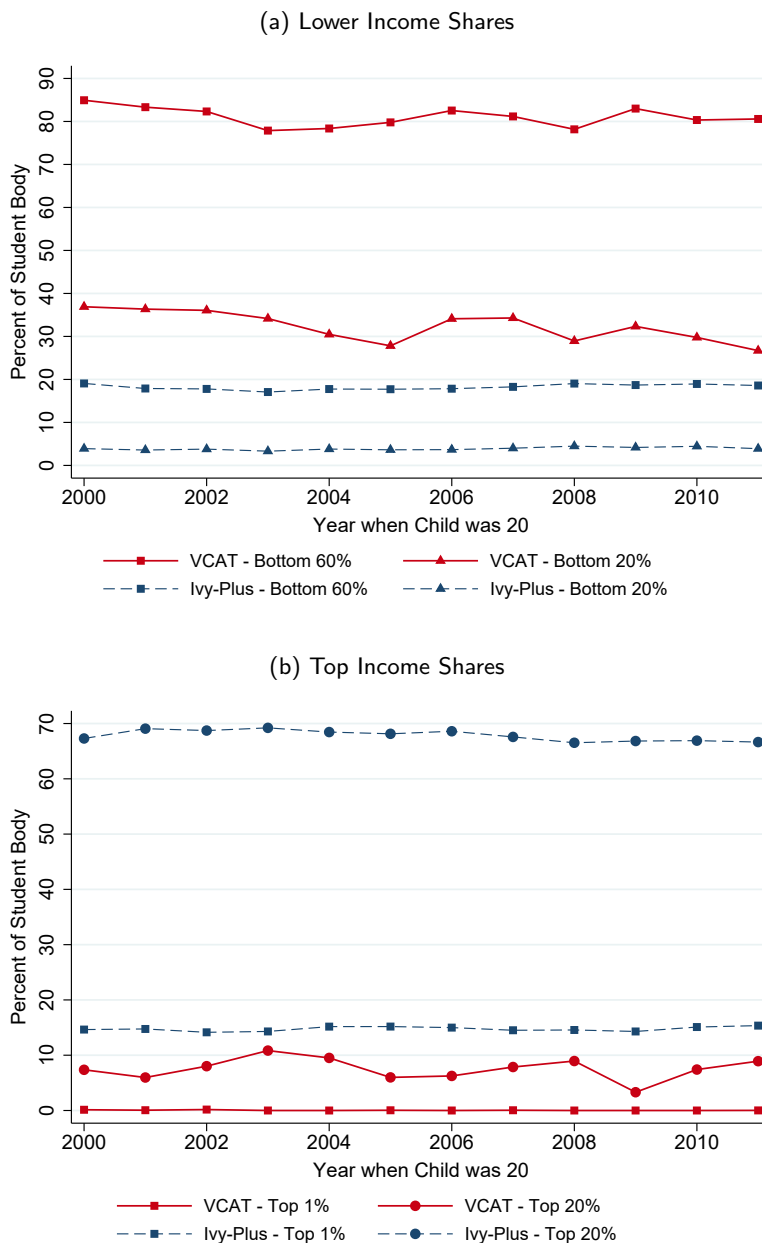 (a) Lower Income Shares
Percent of Student Body
90
80
70
60
50
40
30
20
10
0
2000 2002 2004 2006 2008 2010
Year when Child was 20
VCAT - Bottom 60% VCAT - Bottom 20%
Ivy-Plus - Bottom 60% Ivy-Plus - Bottom 20%
(b) Top Income Shares
Percent of Student Body
70
60
50
40
30
20
10
0
2000 2002 2004 2006 2008 2010
Year when Child was 20
VCAT - Top 1% VCAT - Top 20%
Ivy-Plus - Top 1% Ivy-Plus - Top 20%